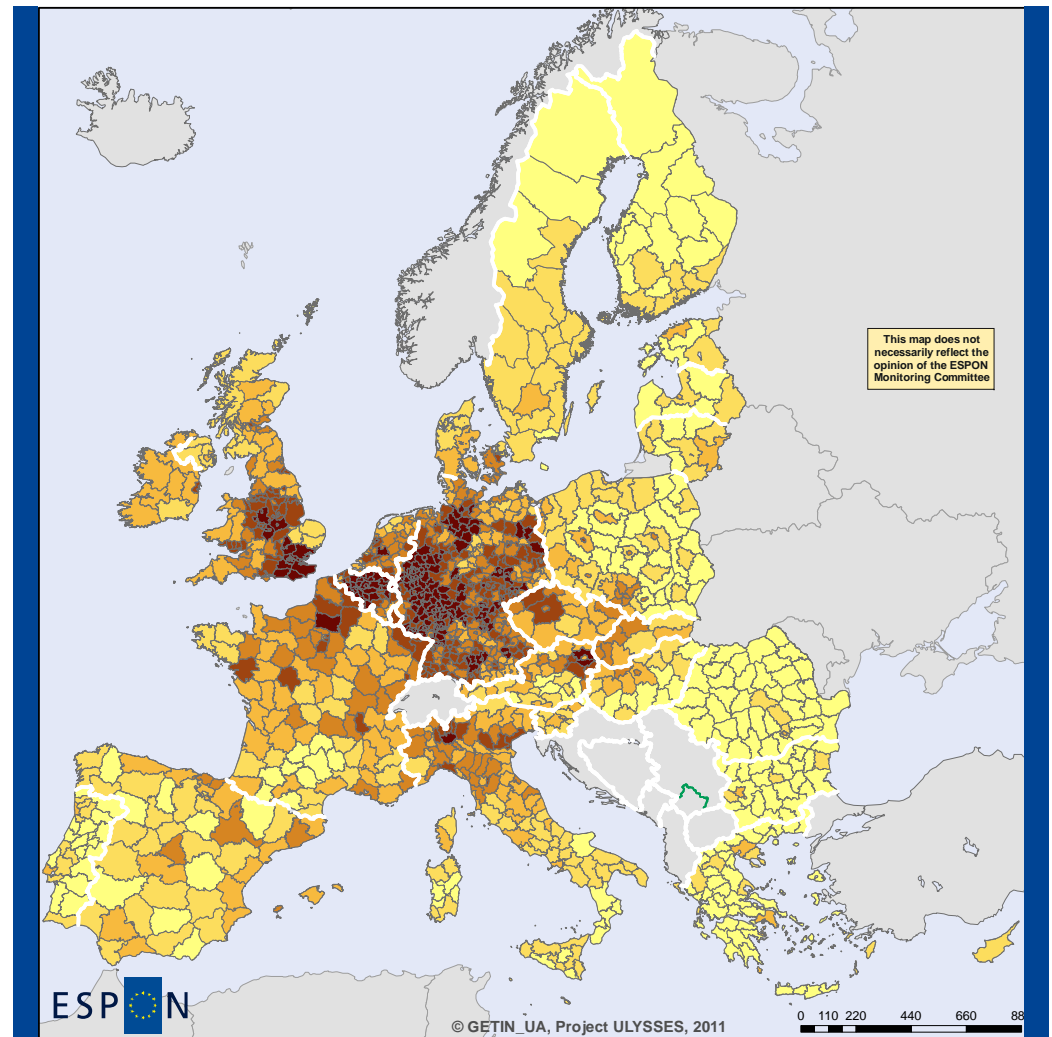 This map does not
necessarily reflect the
opinion of the ESPON
Monitoring Committee
ESPON
© GETIN_UA, Project ULYSSES, 2011
0 110 220 440 660 88